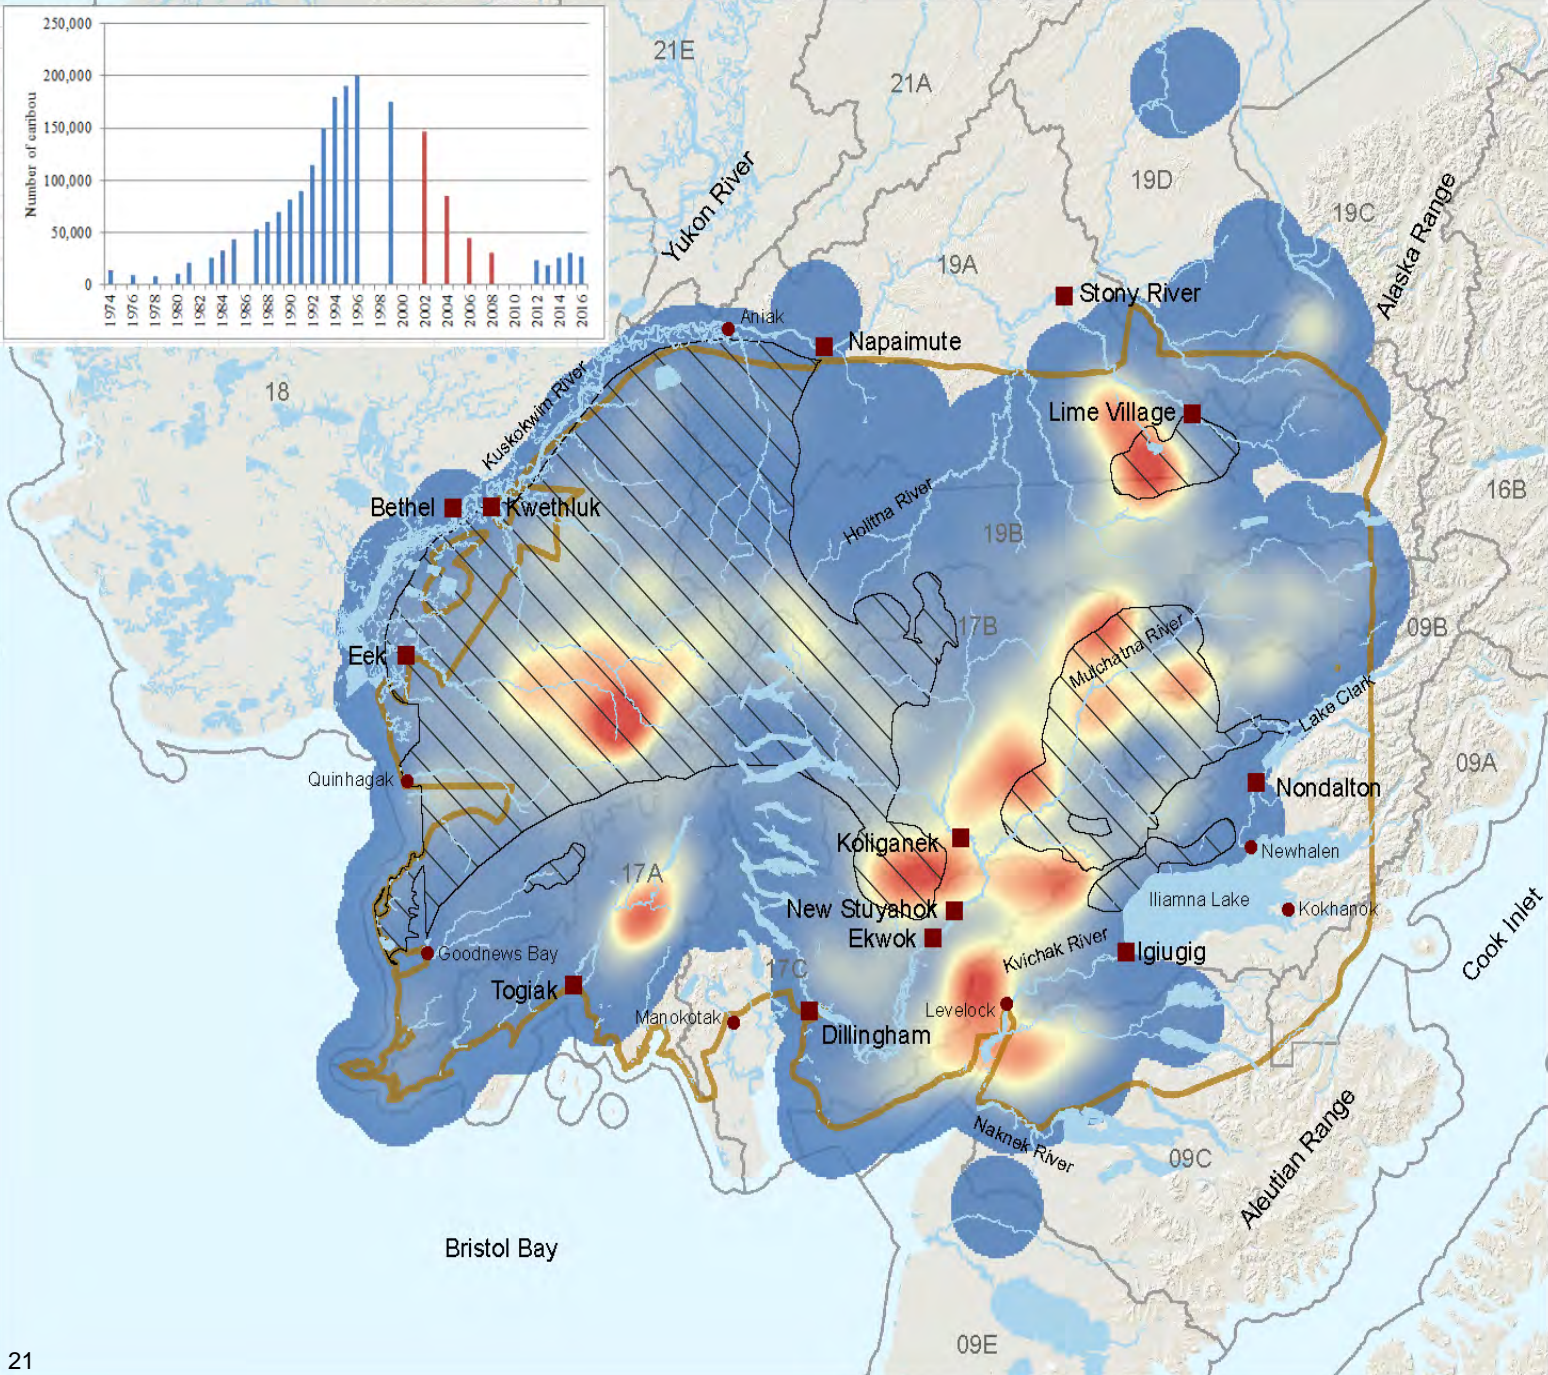 250,000
200,000
150,000
100,000
50,000
0
Number of caribou
1974
1976
1978
1980
1982
1984
1986
1988
1990
1992
1994
1996
1998
2000
2002
2004
2006
2008
2010
2012
2014
2016
21E
21A
19D
19C
Alaska Range
Yukon River
19A
Stony River
Aniak
Napaimute
18
Kuskokwim River
Lime Village
16B
Bethel
Kwethluk
Holitna River
19B
17B
09B
Mulchatna River
Eek
Lake Clark
Quinhagak
09A
Nondalton
Koliganek
Newhalen
17A
Iliamna Lake
New Stuyahok
Kokhanok
Ekwok
Kvichak River
Igiugig
Cook Inlet
Goodnews Bay
17C
Togiak
Levelock
Manokotak
Dillingham
Naknek River
09C
Aleutian Range
Bristol Bay
09E
21